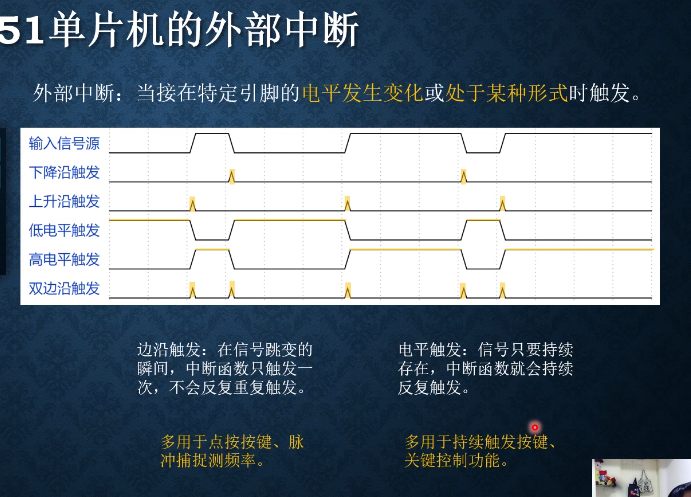 51单片机的外部中断
外部中断：当接在特定引脚的电平发生变化或处于某种形式时触发。
输入信号源
下降沿触发
上升沿触发
低电平触发
高电平触发
双边沿触发
边沿触发：在信号跳变的
瞬间，中断函数只触发一
次，不会反复重复触发。
多用于点按按键、脉
冲捕捉测频率。
电平触发：信号只要持续
存在，中断函数就会持续
反复触发。
多用于持续触发按键、
关键控制功能。